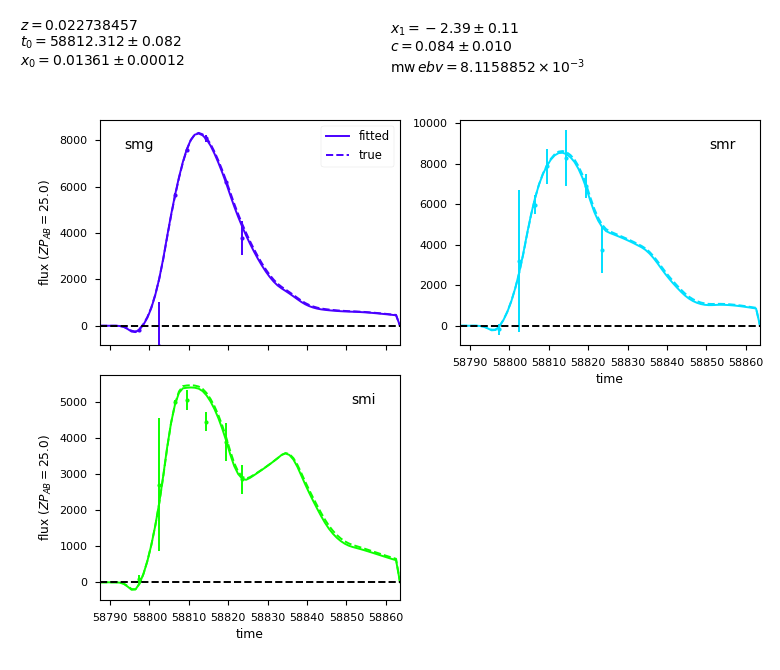 z = 0.022738457
t₀ = 58812.312 ± 0.082
x₀ = 0.01361 ± 0.00012
x₁ = −2.39 ± 0.11
c = 0.084 ± 0.010
mw ebv = 8.1158852 × 10⁻³
smg
fitted
true
8000
6000
4000
2000
0
flux (ZP_AB = 25.0)
smr
10000
8000
6000
4000
2000
0
58790 58800 58810 58820 58830 58840 58850 58860
time
smi
5000
4000
3000
2000
1000
0
flux (ZP_AB = 25.0)
58790 58800 58810 58820 58830 58840 58850 58860
time